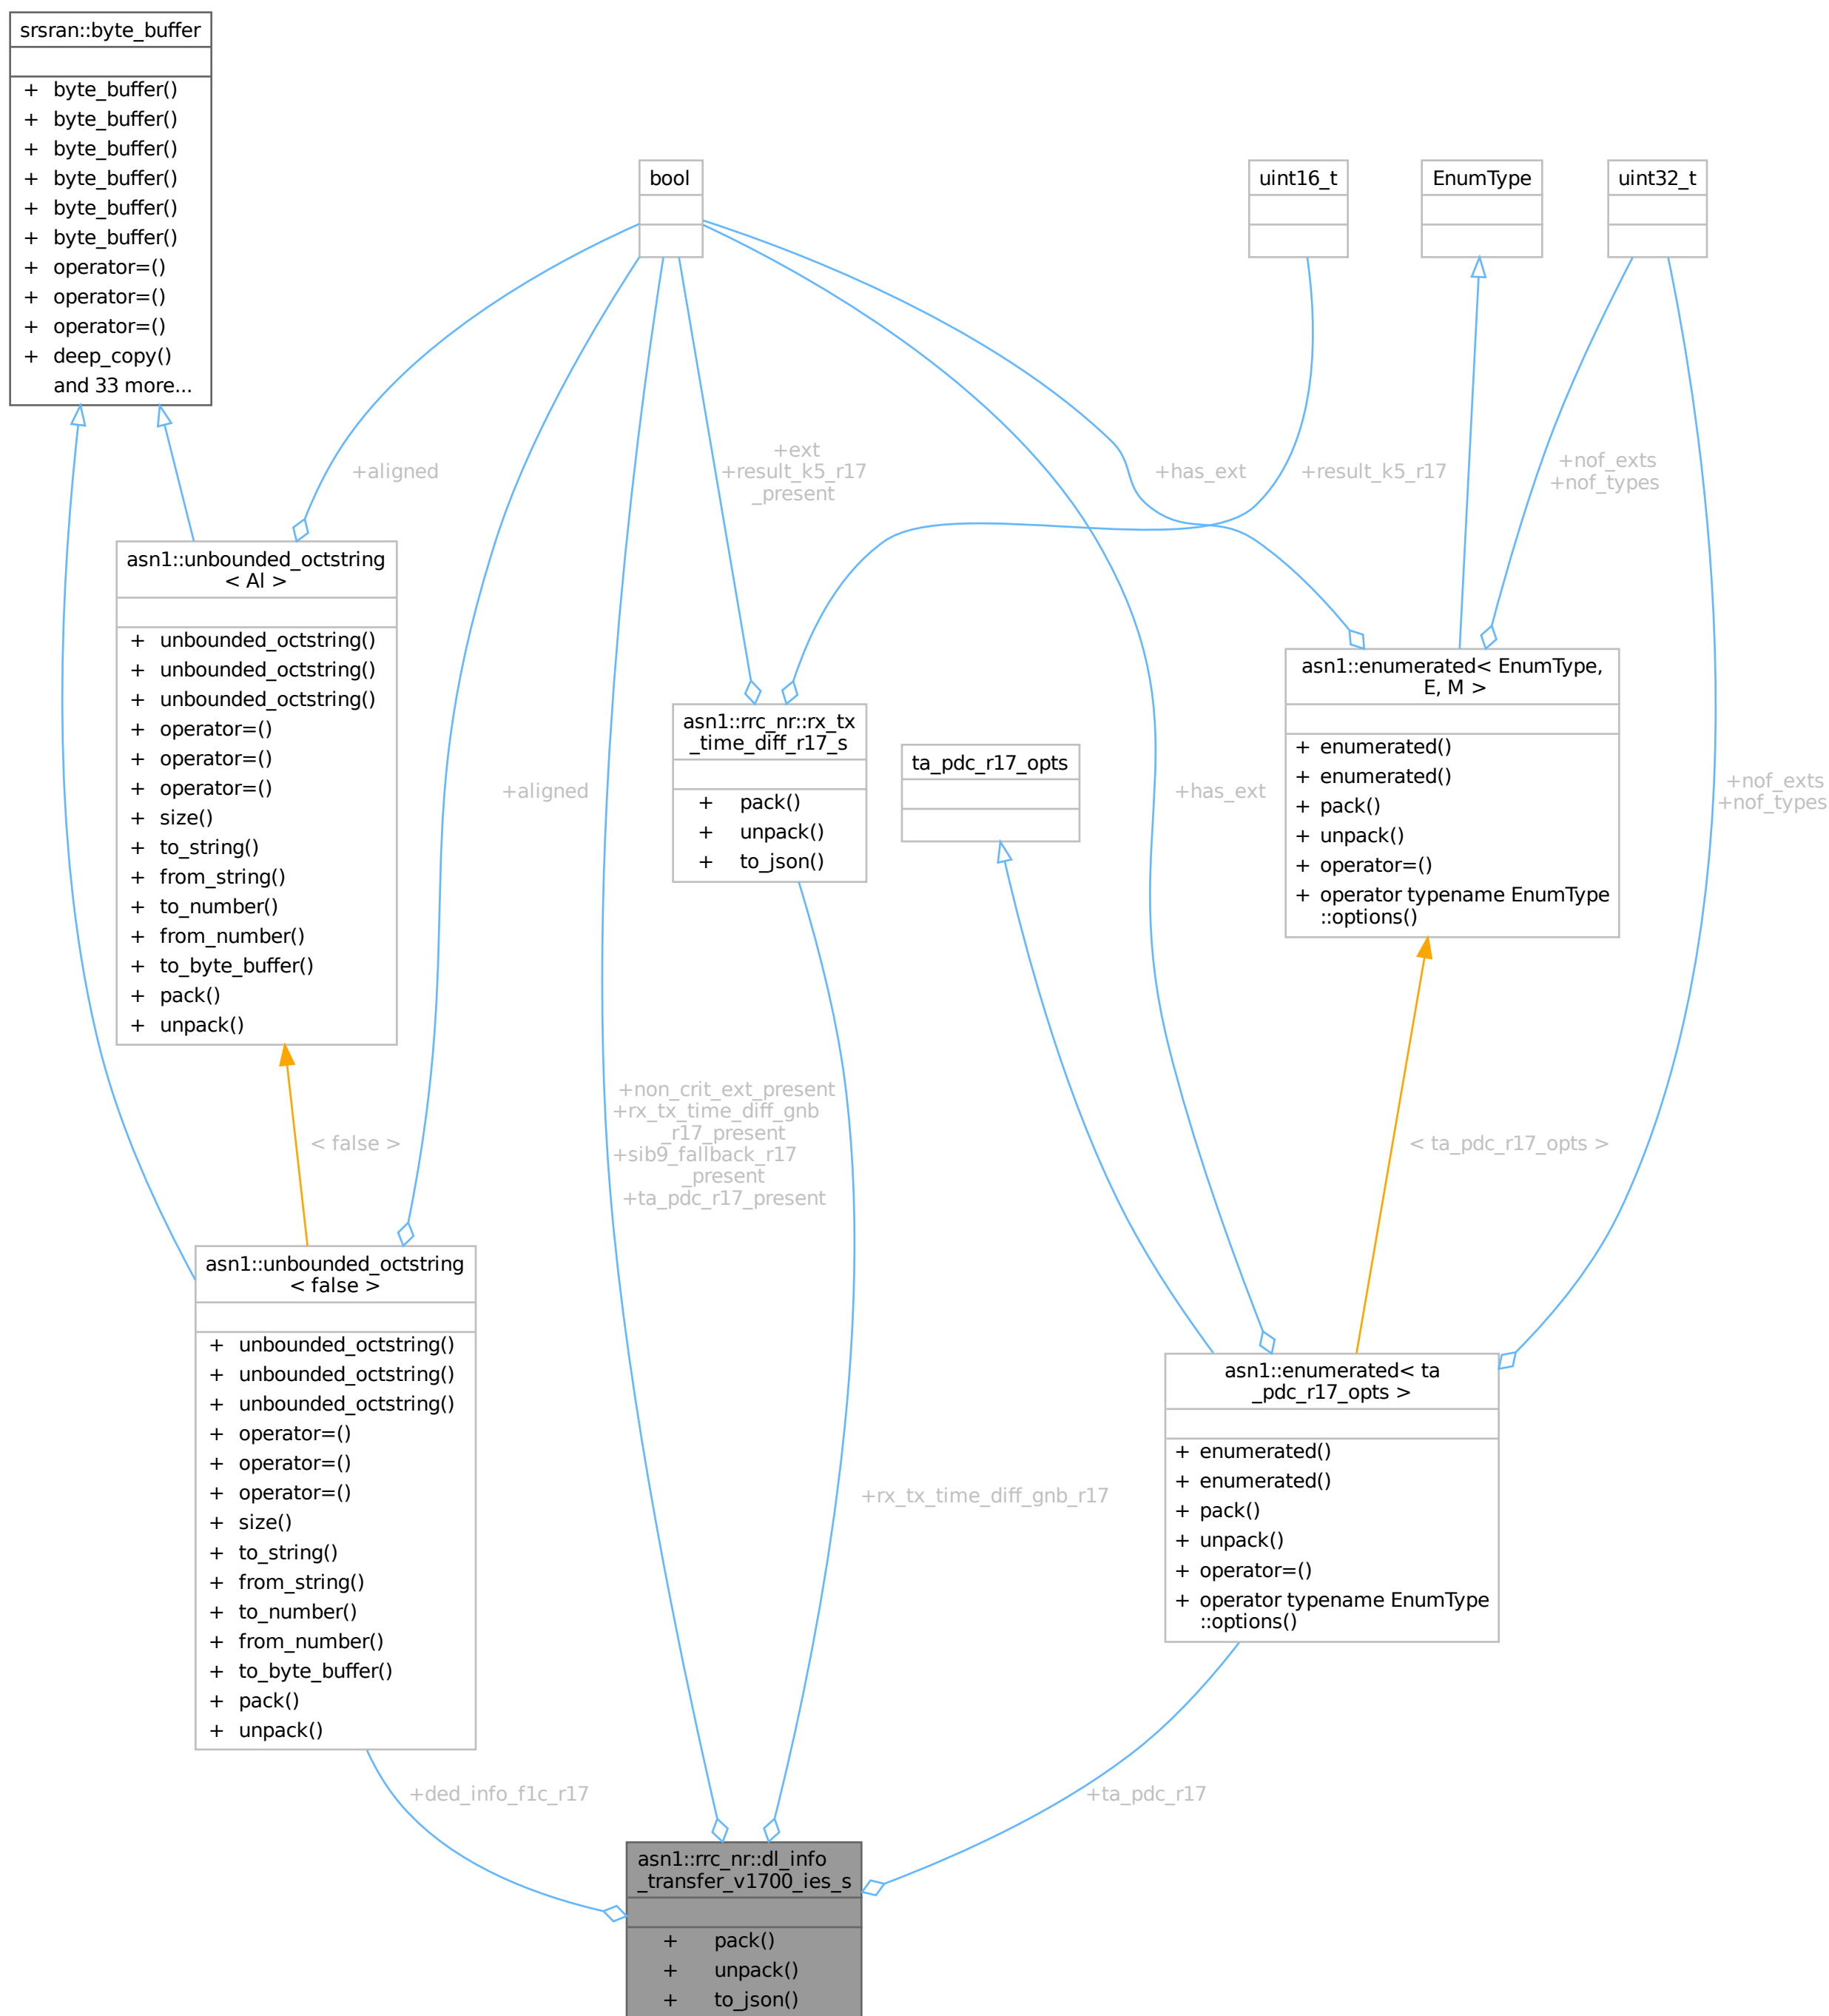 srsran::byte_buffer
+ byte_buffer()
+ byte_buffer()
+ byte_buffer()
+ byte_buffer()
+ byte_buffer()
+ byte_buffer()
+ operator=()
+ operator=()
+ operator=()
+ deep_copy()
and 33 more...
bool
uint16_t
EnumType
uint32_t
+aligned
+ext
+result_k5_r17
_present
+has_ext
+result_k5_r17
+nof_exts
+nof_types
asn1::unbounded_octstring
< Al >
+ unbounded_octstring()
+ unbounded_octstring()
+ unbounded_octstring()
+ operator=()
+ operator=()
+ operator=()
+ size()
+ to_string()
+ from_string()
+ to_number()
+ from_number()
+ to_byte_buffer()
+ pack()
+ unpack()
+aligned
asn1::rrc_nr::rx_tx
_time_diff_r17_s
+ pack()
+ unpack()
+ to_json()
ta_pdc_r17_opts
+has_ext
asn1::enumerated< EnumType,
E, M >
+ enumerated()
+ enumerated()
+ pack()
+ unpack()
+ operator=()
+ operator typename EnumType
::options()
+nof_exts
+nof_types
< false >
+non_crit_ext_present
+rx_tx_time_diff_gnb
_r17_present
+sib9_fallback_r17
_present
+ta_pdc_r17_present
< ta_pdc_r17_opts >
asn1::unbounded_octstring
< false >
+ unbounded_octstring()
+ unbounded_octstring()
+ unbounded_octstring()
+ operator=()
+ operator=()
+ operator=()
+ size()
+ to_string()
+ from_string()
+ to_number()
+ from_number()
+ to_byte_buffer()
+ pack()
+ unpack()
+rx_tx_time_diff_gnb_r17
asn1::enumerated< ta
_pdc_r17_opts >
+ enumerated()
+ enumerated()
+ pack()
+ unpack()
+ operator=()
+ operator typename EnumType
::options()
+ded_info_f1c_r17
+ta_pdc_r17
asn1::rrc_nr::dl_info
_transfer_v1700_ies_s
+ pack()
+ unpack()
+ to_json()